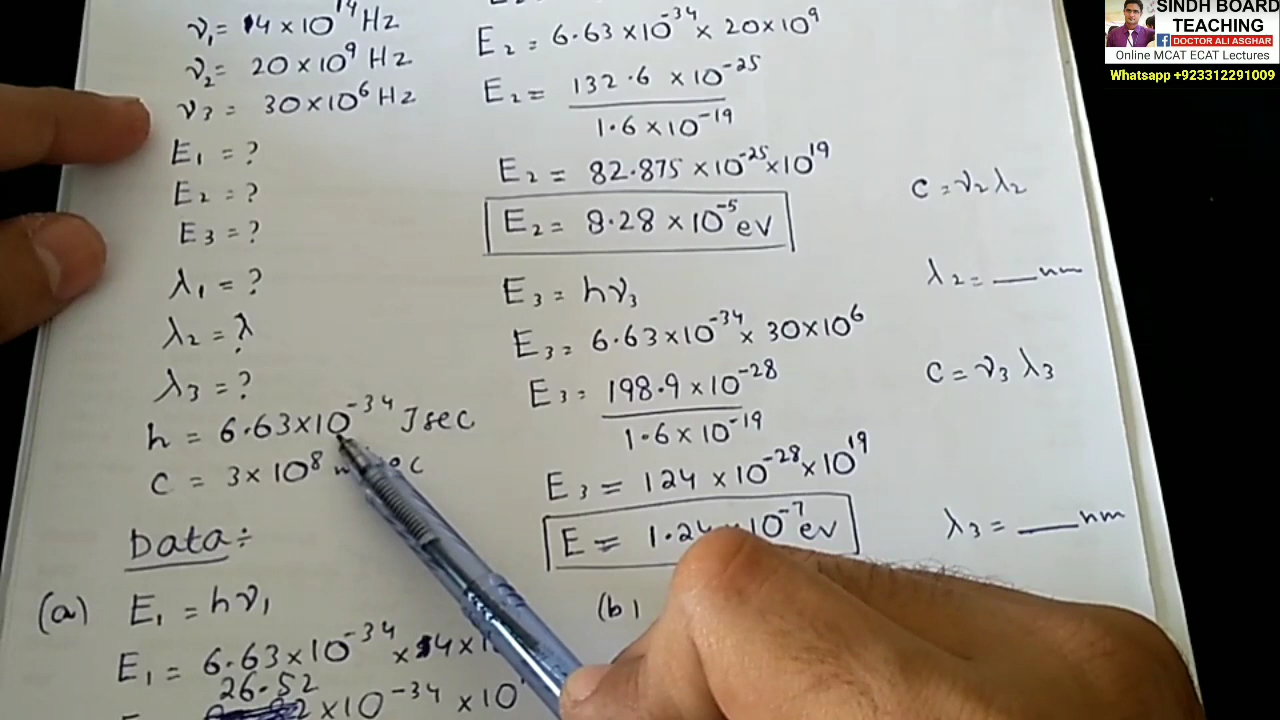 ν₁ = 4 × 10¹⁴ Hz
ν₂ = 20 × 10⁹ Hz
ν₃ = 30 × 10⁶ Hz
E₁ = ?
E₂ = ?
E₃ = ?
λ₁ = ?
λ₂ = ?
λ₃ = ?
h = 6.63 × 10⁻³⁴ J sec
C = 3 × 10⁸
Data:
(a) E₁ = hν₁
E₁ = 6.63 × 10⁻³⁴ × 4 × 1
26.52
× 10⁻³⁴ × 10
E₂ = 6.63 × 10⁻³⁴ × 20 × 10⁹
E₂ = 132.6 × 10⁻²⁵
1.6 × 10⁻¹⁹
E₂ = 82.875 × 10⁻²⁵ × 10¹⁹
E₂ = 8.28 × 10⁻⁵ eV
E₃ = hν₃
E₃ = 6.63 × 10⁻³⁴ × 30 × 10⁶
E₃ = 198.9 × 10⁻²⁸
1.6 × 10⁻¹⁹
E₃ = 124 × 10⁻²⁸ × 10¹⁹
E = 1.24 × 10⁻⁷ eV
(b)
C = ν₂ λ₂
λ₂ = ___ nm
C = ν₃ λ₃
λ₃ = ___ nm
SINDH BOARD
TEACHING
DOCTOR ALI ASGHAR
Online MCAT ECAT Lectures
Whatsapp +923312291009